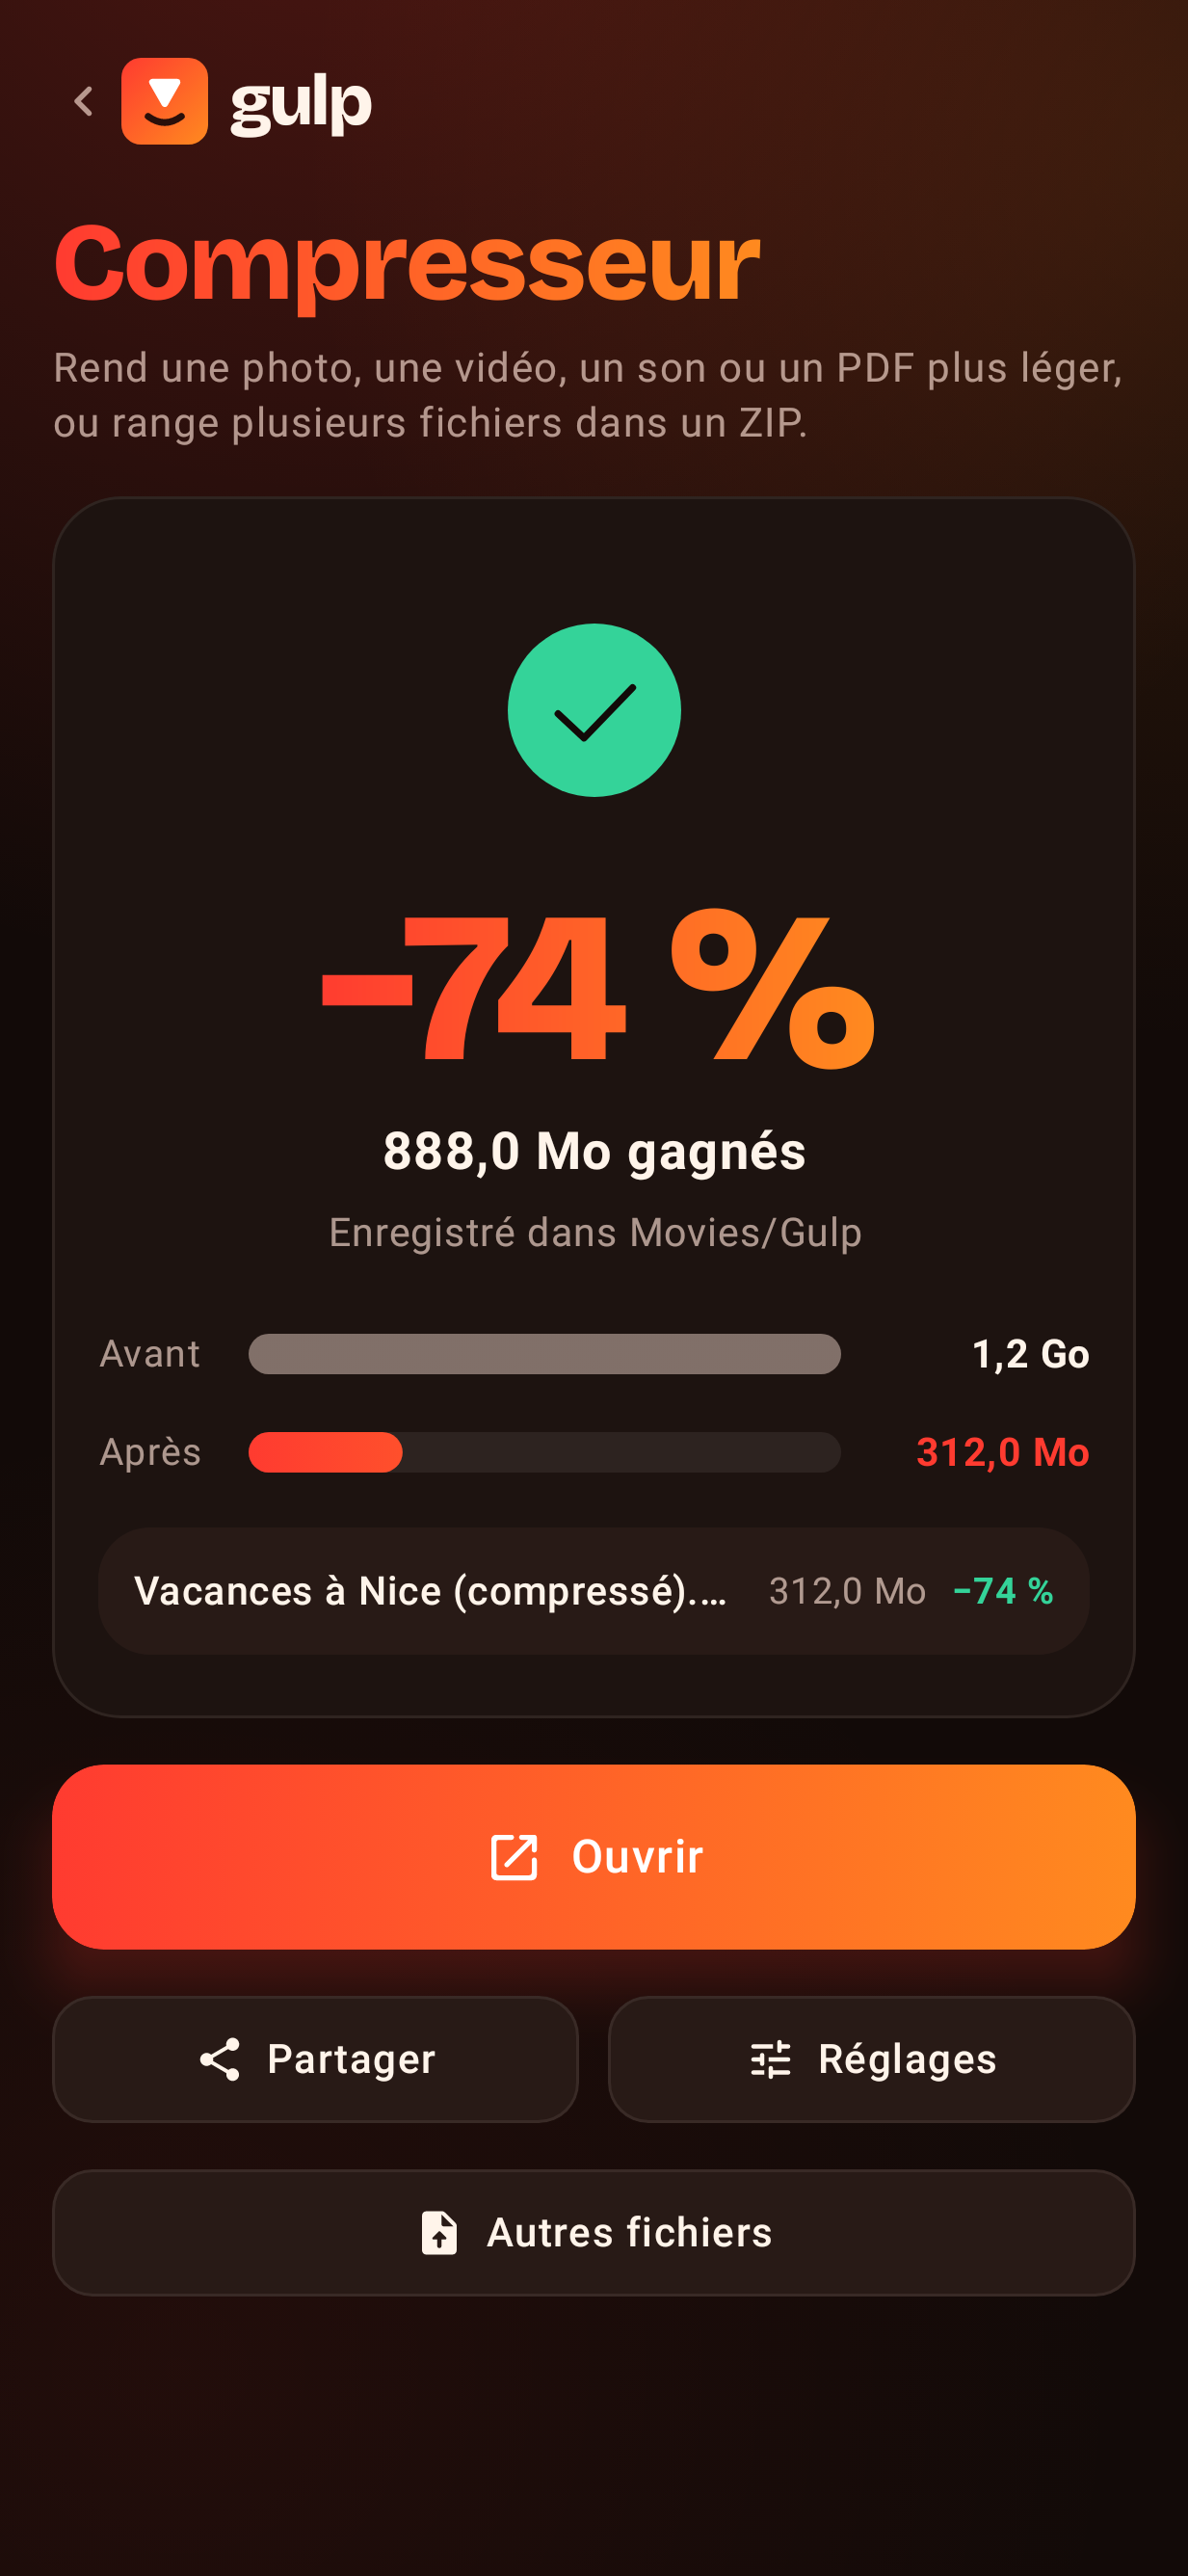 gulp
Compresseur
Rend une photo, une vidéo, un son ou un PDF plus léger,
ou range plusieurs fichiers dans un ZIP.
−74 %
888,0 Mo gagnés
Enregistré dans Movies/Gulp
Avant 1,2 Go
Après 312,0 Mo
Vacances à Nice (compressé).… 312,0 Mo −74 %
Ouvrir
Partager Réglages
Autres fichiers